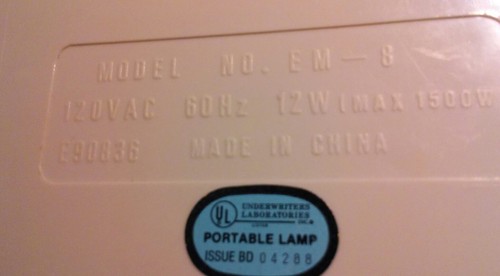 MODEL NO. EM-8
120VAC 60Hz 12W (MAX 1500W
E90836 MADE IN CHINA
UL
UNDERWRITERS
LABORATORIES
INC.®
LISTED
PORTABLE LAMP
ISSUE BD 04288